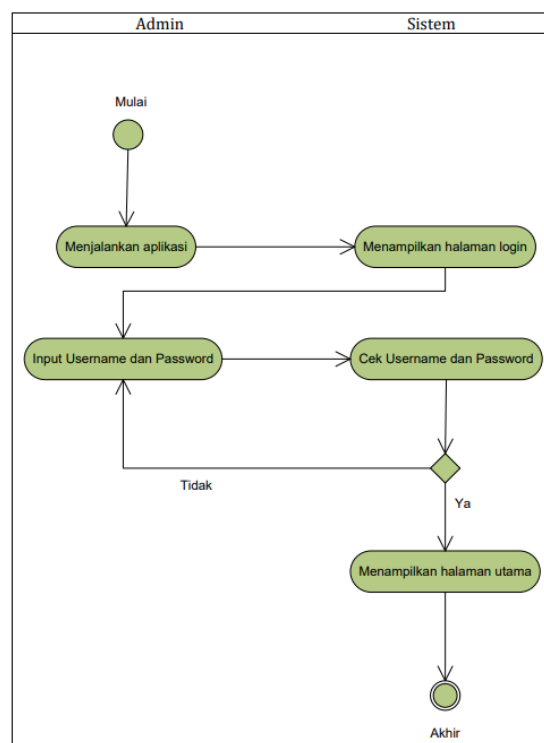 Admin
Sistem
Mulai
Menjalankan aplikasi
Menampilkan halaman login
Input Username dan Password
Cek Username dan Password
Tidak
Ya
Menampilkan halaman utama
Akhir